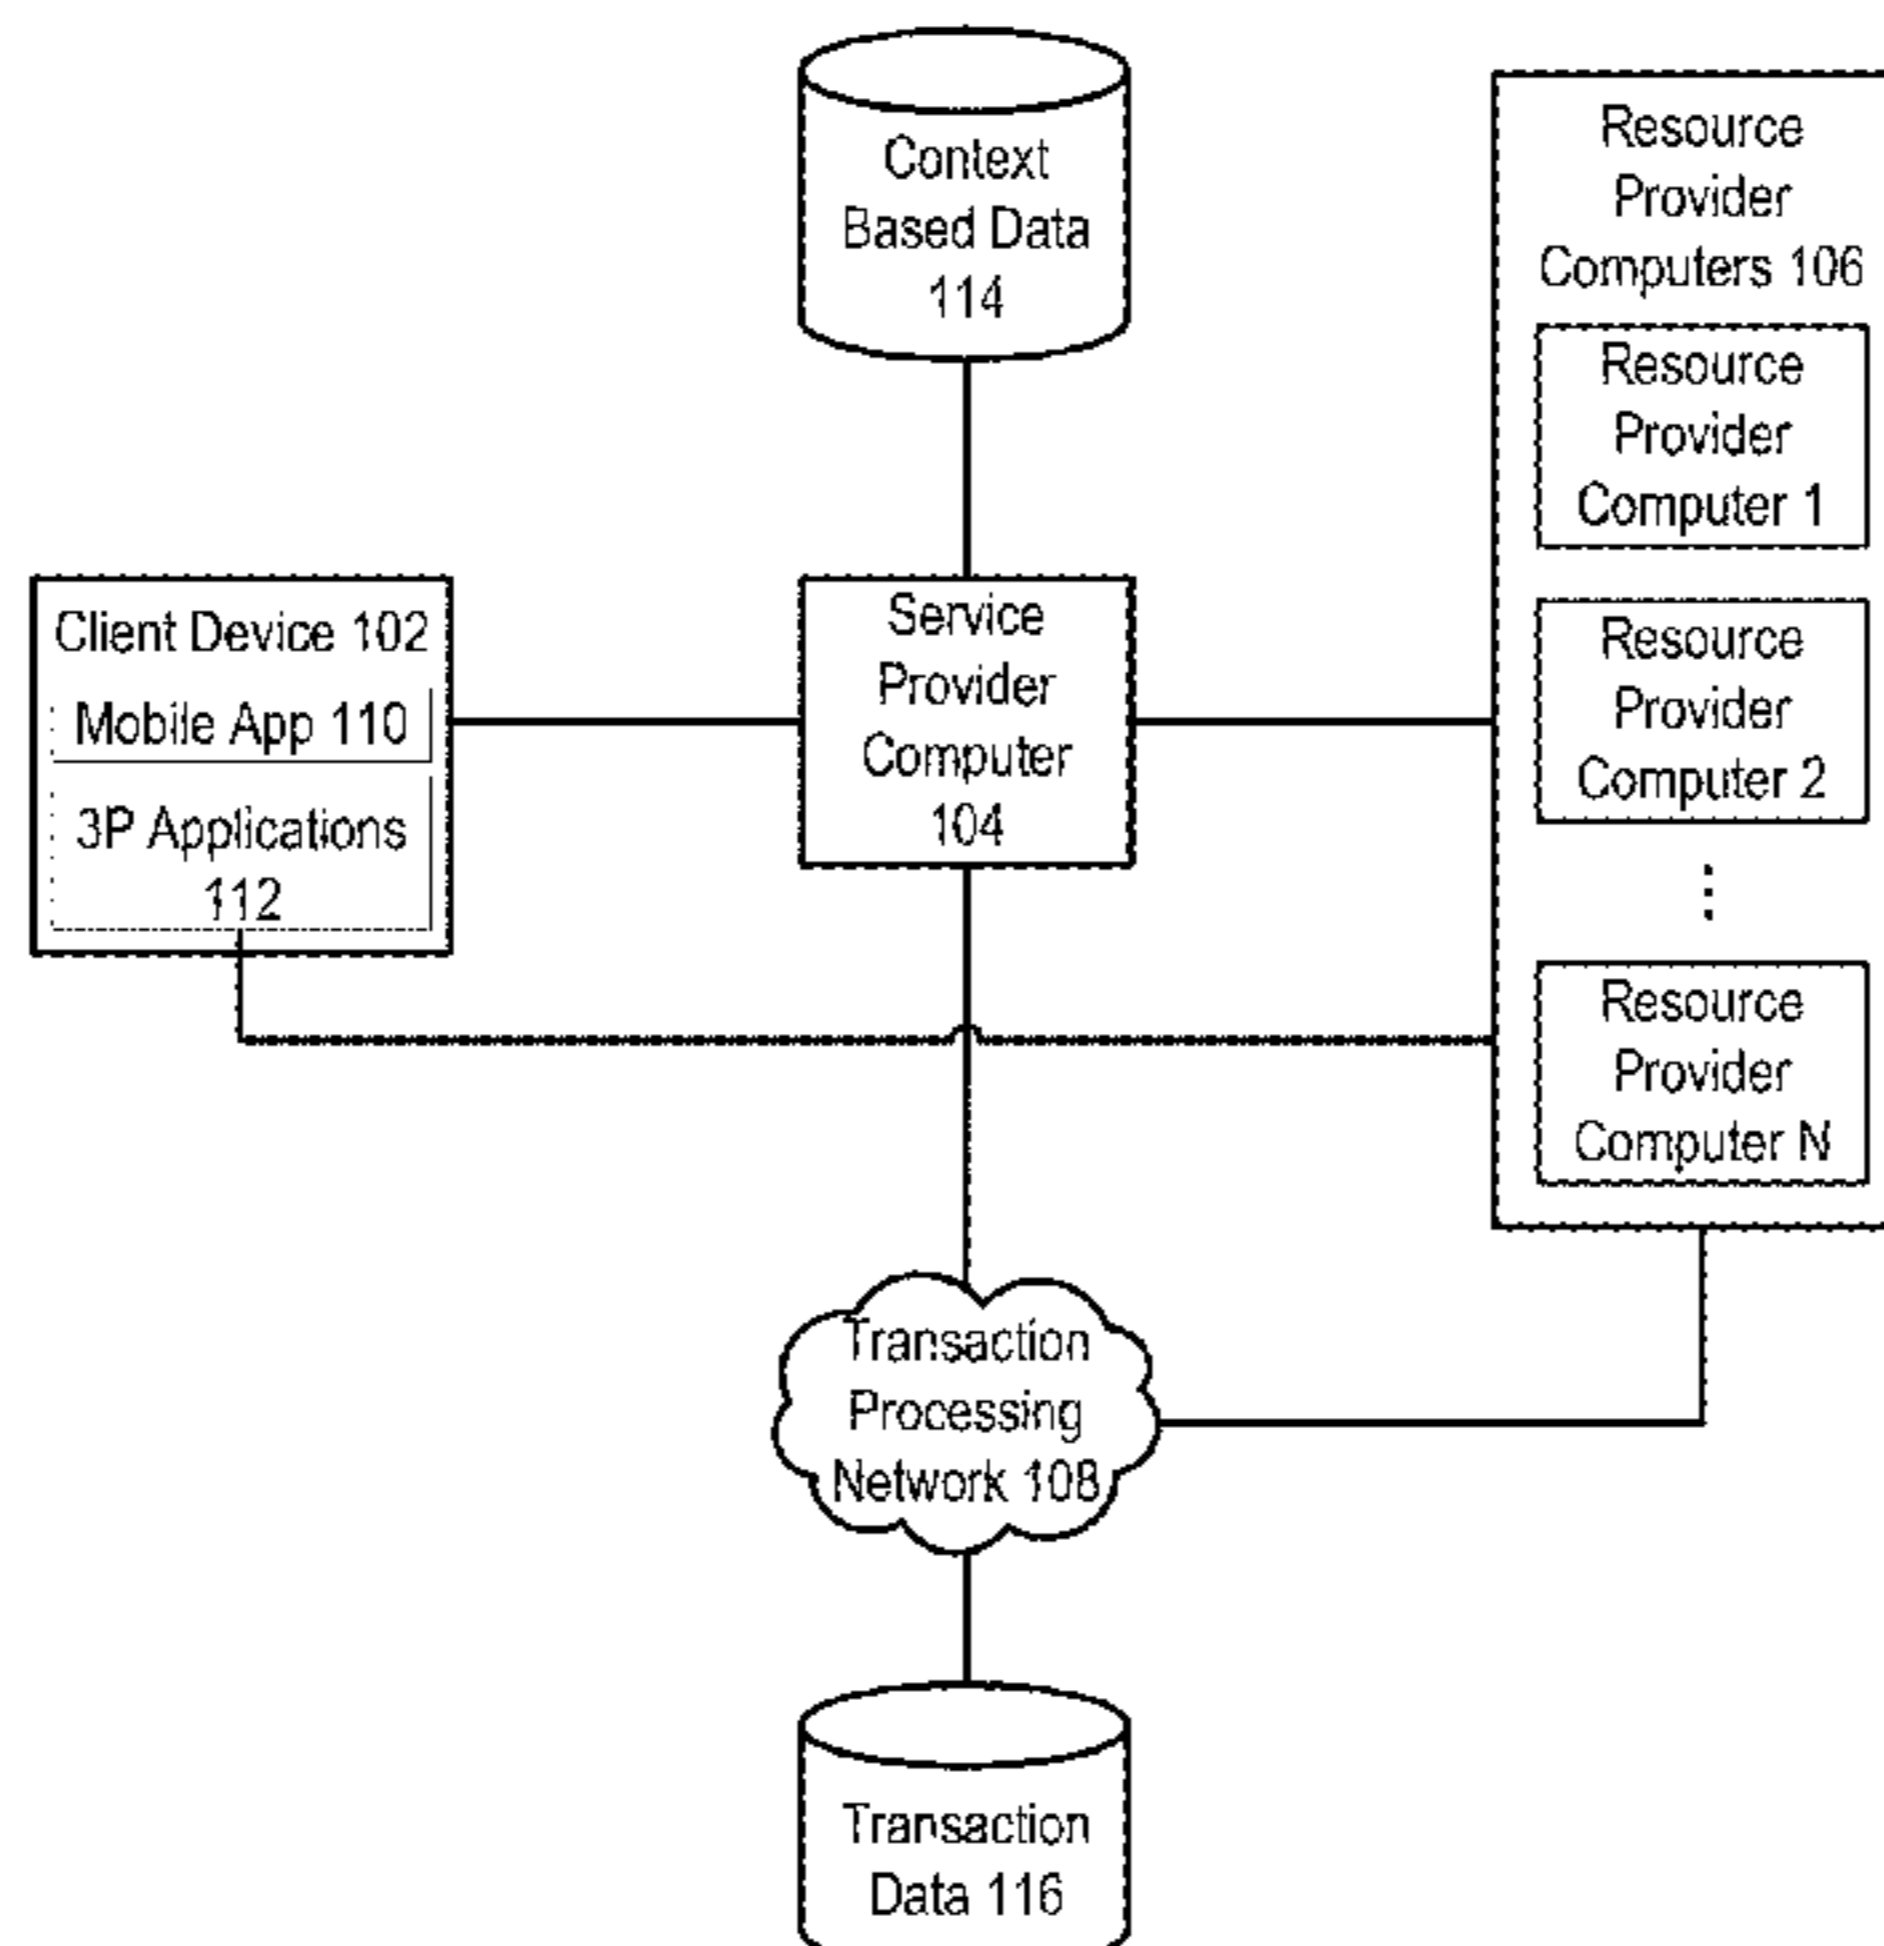 Context
Based Data
114
Resource
Provider
Computers 106
Resource
Provider
Computer 1
Resource
Provider
Computer 2
Resource
Provider
Computer N
Client Device 102
Mobile App 110
3P Applications
112
Service
Provider
Computer
104
Transaction
Processing
Network 108
Transaction
Data 116